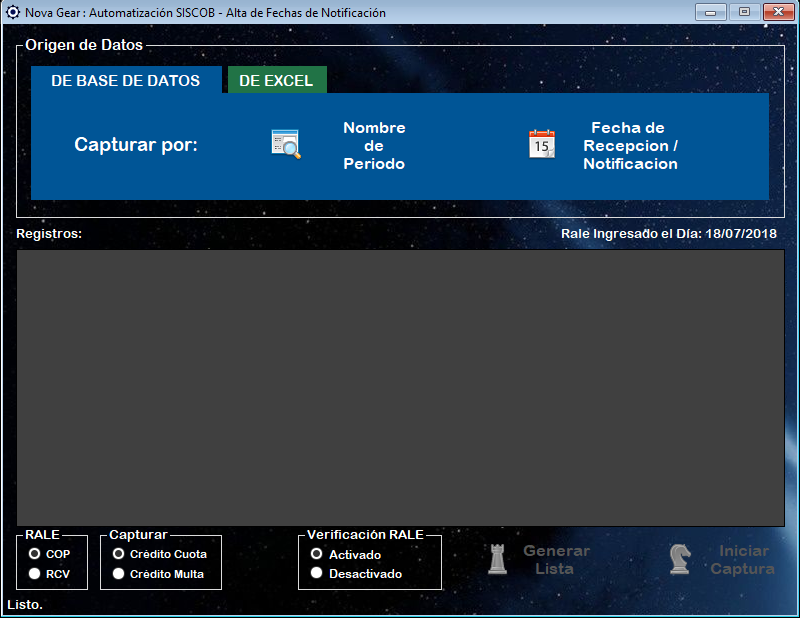 Nova Gear : Automatización SISCOB - Alta de Fechas de Notificación
Origen de Datos
DE BASE DE DATOS
DE EXCEL
Capturar por:
Nombre
de
Periodo
15
Fecha de
Recepcion /
Notificacion
Registros:
Rale Ingresado el Día: 18/07/2018
RALE
COP
RCV
Capturar
Crédito Cuota
Crédito Multa
Verificación RALE
Activado
Desactivado
Generar
Lista
Iniciar
Captura
Listo.